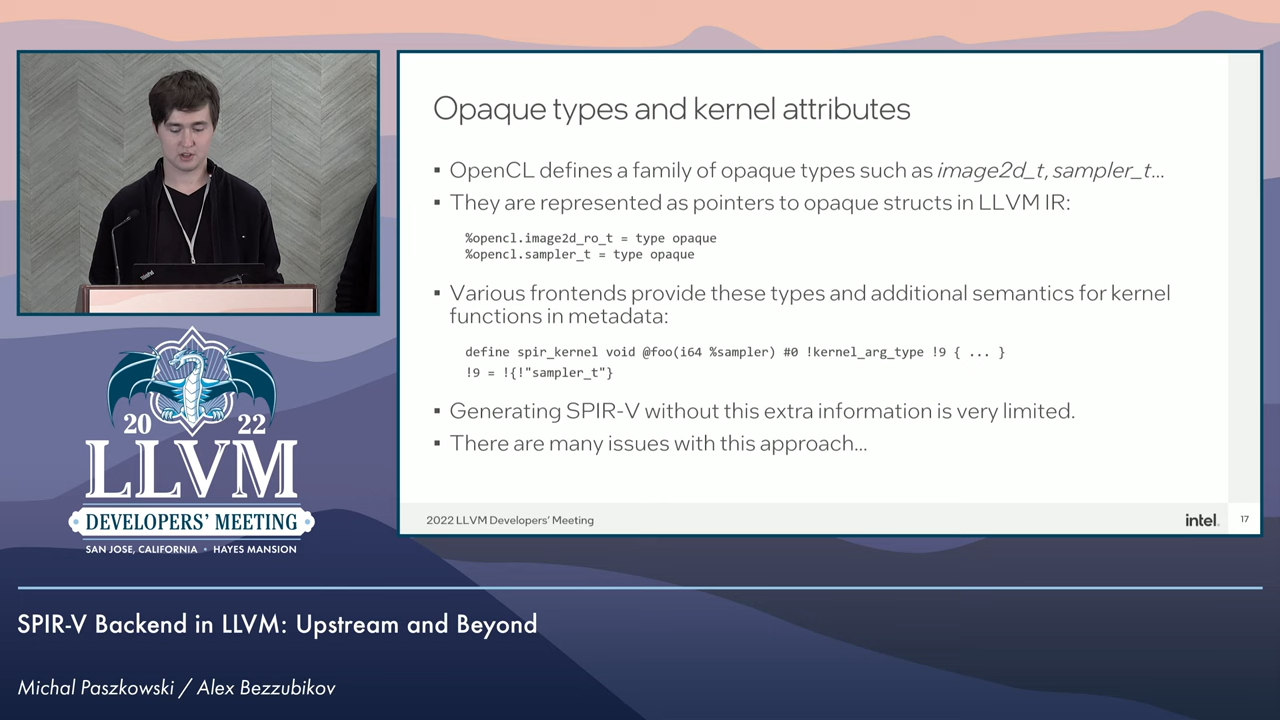 Opaque types and kernel attributes
▪ OpenCL defines a family of opaque types such as image2d_t, sampler_t...
▪ They are represented as pointers to opaque structs in LLVM IR:
%opencl.image2d_ro_t = type opaque
%opencl.sampler_t = type opaque
▪ Various frontends provide these types and additional semantics for kernel
functions in metadata:
define spir_kernel void @foo(i64 %sampler) #0 !kernel_arg_type !9 { ... }
!9 = !{!"sampler_t"}
▪ Generating SPIR-V without this extra information is very limited.
▪ There are many issues with this approach...
2022 LLVM Developers' Meeting
intel.
17
ThinkPad
20 22
LLVM
DEVELOPERS' MEETING
SAN JOSE, CALIFORNIA • HAYES MANSION
SPIR-V Backend in LLVM: Upstream and Beyond
Michal Paszkowski / Alex Bezzubikov